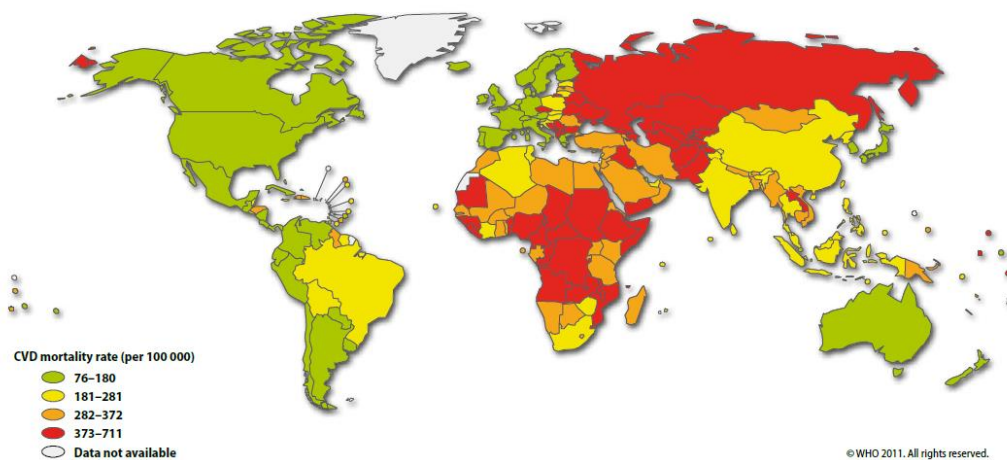 CVD mortality rate (per 100 000)
76–180
181–281
282–372
373–711
Data not available
© WHO 2011. All rights reserved.